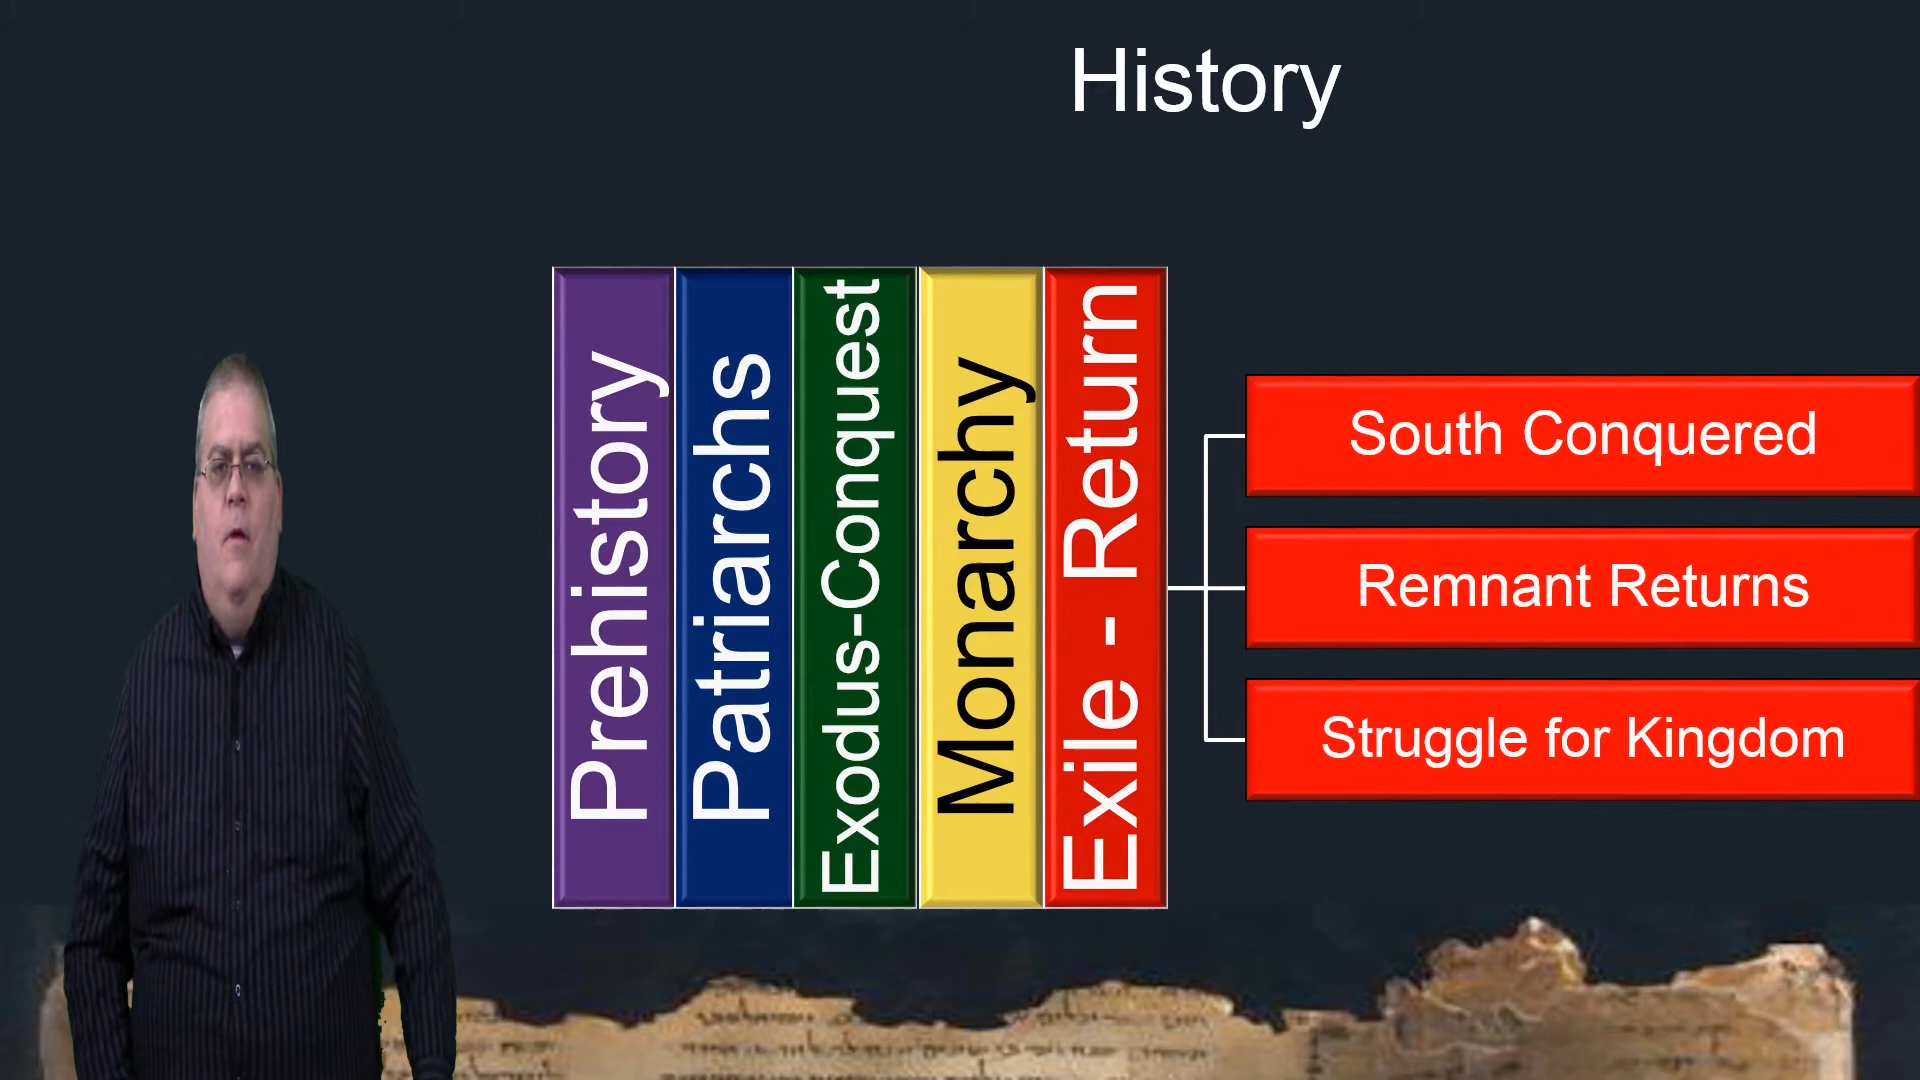 History
Prehistory
Patriarchs
Exodus-Conquest
Monarchy
Exile - Return
South Conquered
Remnant Returns
Struggle for Kingdom